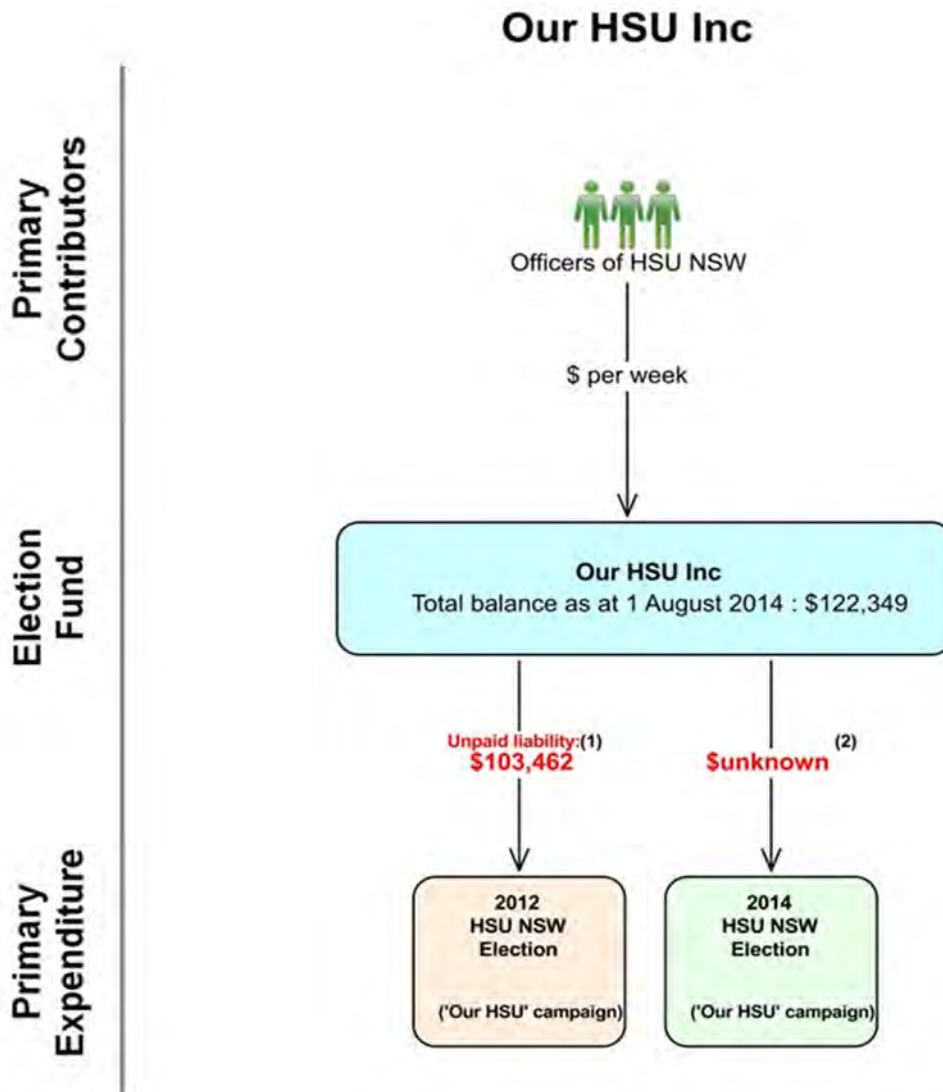 Our HSU Inc
Primary
Contributors
Officers of HSU NSW
$ per week
Election
Fund
Our HSU Inc
Total balance as at 1 August 2014 : $122,349
Unpaid liability:(1)
$103,462
(2)
$unknown
Primary
Expenditure
2012
HSU NSW
Election
('Our HSU' campaign)
2014
HSU NSW
Election
('Our HSU' campaign)